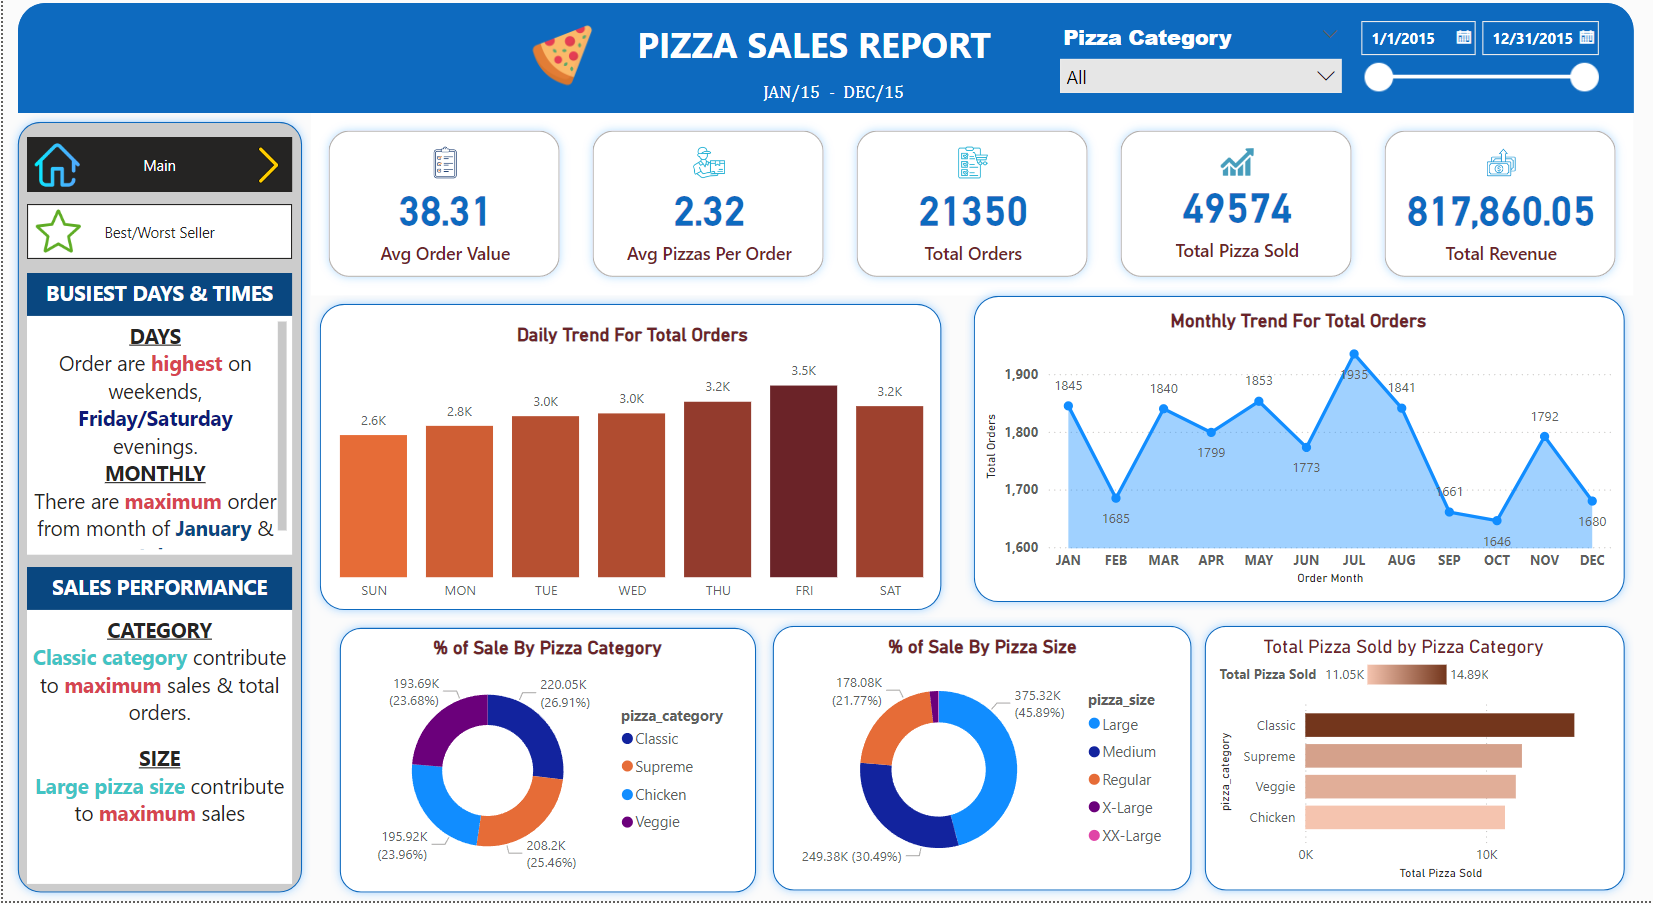 PIZZA SALES REPORT
JAN/15 - DEC/15
Pizza Category
All
1/1/2015
12/31/2015
Main
Best/Worst Seller
BUSIEST DAYS & TIMES
DAYS
Order are highest on
weekends,
Friday/Saturday
evenings.
MONTHLY
There are maximum order
from month of January &
SALES PERFORMANCE
CATEGORY
Classic category contribute
to maximum sales & total
orders.
SIZE
Large pizza size contribute
to maximum sales
38.31
Avg Order Value
2.32
Avg Pizzas Per Order
21350
Total Orders
49574
Total Pizza Sold
817,860.05
Total Revenue
Daily Trend For Total Orders
2.6K
2.8K
3.0K
3.0K
3.2K
3.5K
3.2K
SUN
MON
TUE
WED
THU
FRI
SAT
Monthly Trend For Total Orders
Total Orders
1,900
1,800
1,700
1,600
1845
1685
1840
1799
1853
1773
1935
1841
1661
1646
1792
1680
JAN
FEB
MAR
APR
MAY
JUN
JUL
AUG
SEP
OCT
NOV
DEC
Order Month
% of Sale By Pizza Category
193.69K
(23.68%)
220.05K
(26.91%)
195.92K
(23.96%)
208.2K
(25.46%)
pizza_category
Classic
Supreme
Chicken
Veggie
% of Sale By Pizza Size
178.08K
(21.77%)
375.32K
(45.89%)
249.38K (30.49%)
pizza_size
Large
Medium
Regular
X-Large
XX-Large
Total Pizza Sold by Pizza Category
Total Pizza Sold 11.05K 14.89K
pizza_category
Classic
Supreme
Veggie
Chicken
0K
10K
Total Pizza Sold